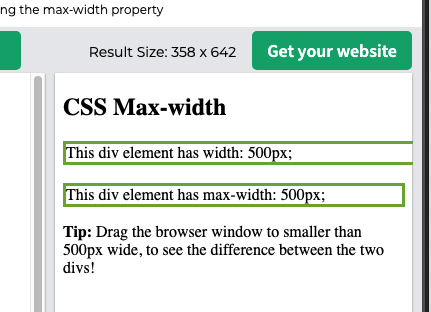 ng the max-width property
Result Size: 358 x 642
Get your website
CSS Max-width
This div element has width: 500px;
This div element has max-width: 500px;
Tip: Drag the browser window to smaller than
500px wide, to see the difference between the two
divs!